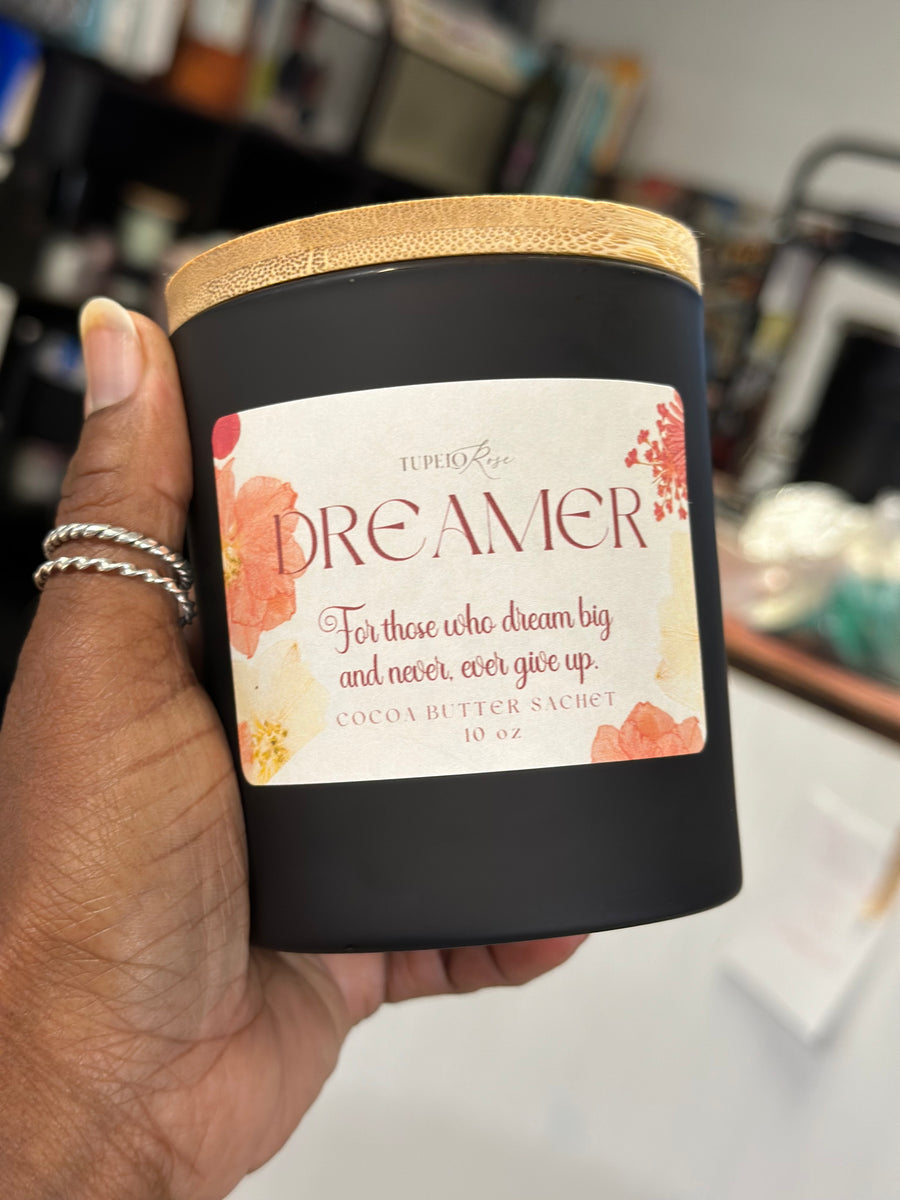 TUPELO Rose
DREAMER
For those who dream big
and never, ever give up.
COCOA BUTTER SACHET
10 oz